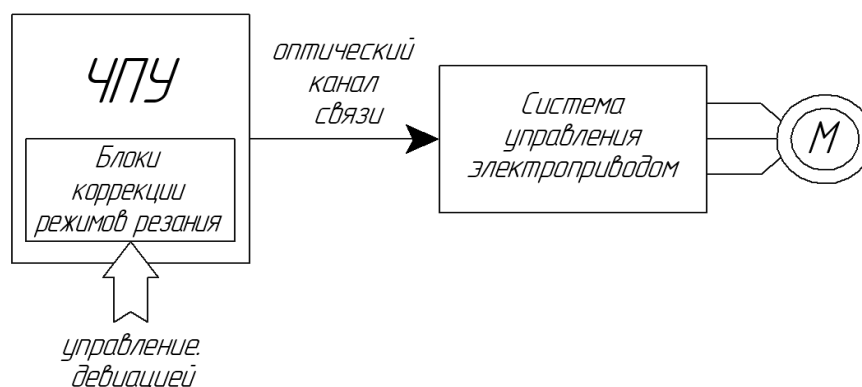 ЧПУ
Блоки
коррекции
режимов резания
управление.
девиацией
оптический
канал
связи
Система
управления
электроприводом
М